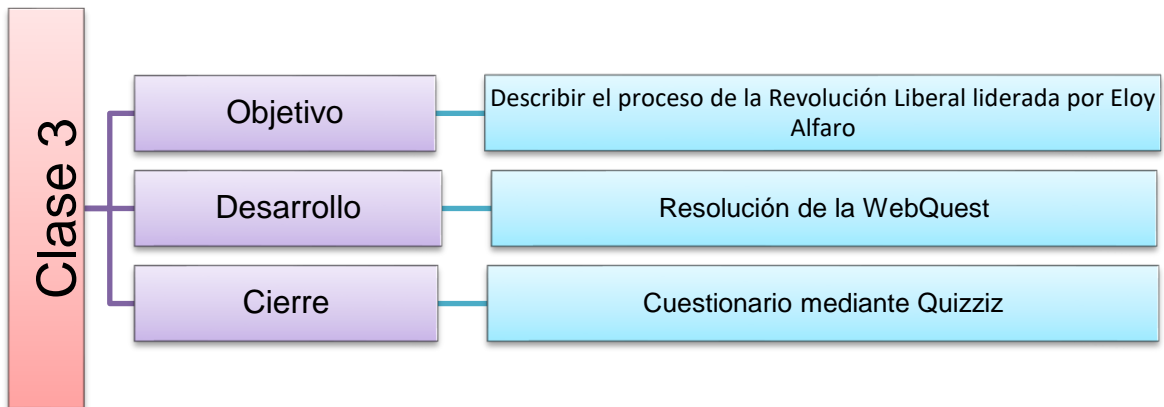 Clase 3
Objetivo
Describir el proceso de la Revolución Liberal liderada por Eloy
Alfaro
Desarrollo
Resolución de la WebQuest
Cierre
Cuestionario mediante Quizziz